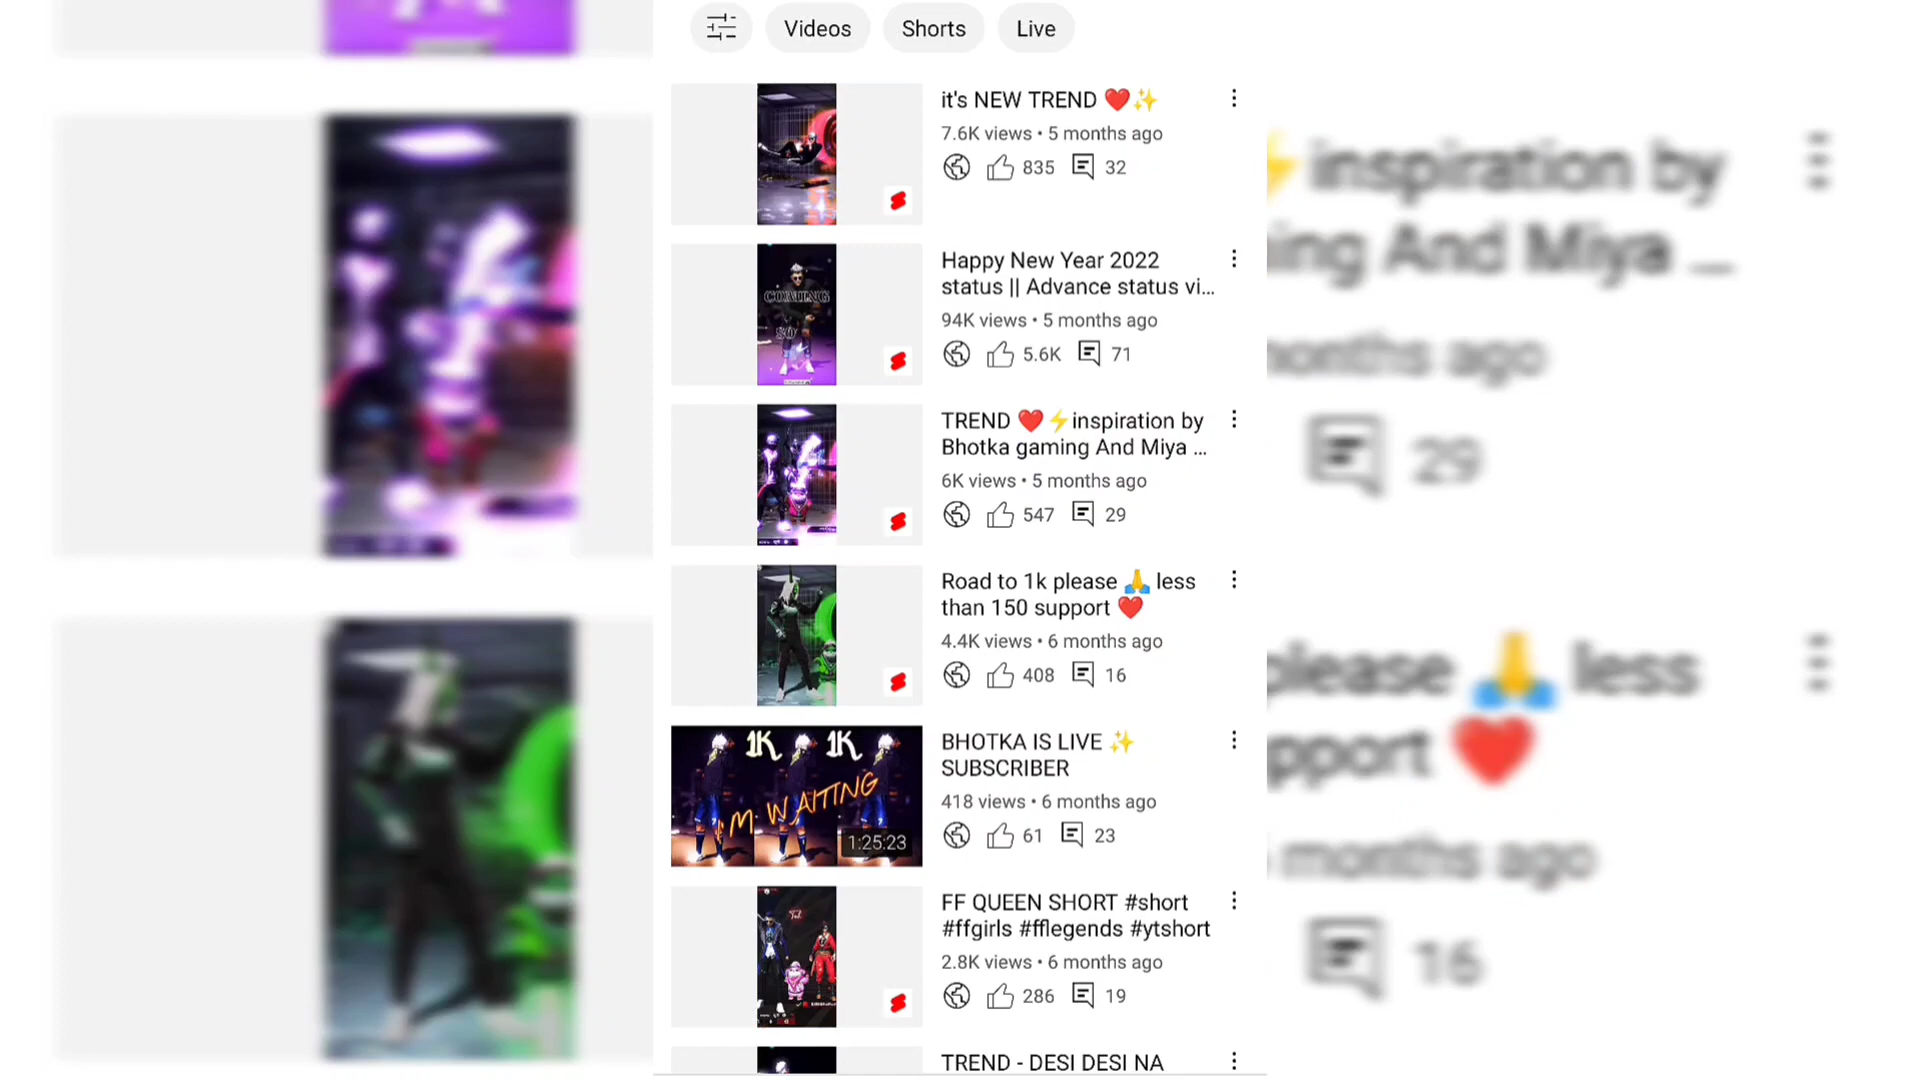 Videos
Shorts
Live
it's NEW TREND ❤️✨
7.6K views • 5 months ago
835
32
Happy New Year 2022
status || Advance status vi...
94K views • 5 months ago
5.6K
71
COMING
TREND ❤️⚡inspiration by
Bhotka gaming And Miya ...
6K views • 5 months ago
547
29
Road to 1k please 🙏 less
than 150 support ❤️
4.4K views • 6 months ago
408
16
1K 1K
I'M WAITING
1:25:23
BHOTKA IS LIVE ✨
SUBSCRIBER
418 views • 6 months ago
61
23
FF QUEEN SHORT #short
#ffgirls #fflegends #ytshort
2.8K views • 6 months ago
286
19
TREND - DESI DESI NA
⚡inspiration by
ing And Miya ...
months ago
29
please 🙏 less
pport ❤️
months ago
16